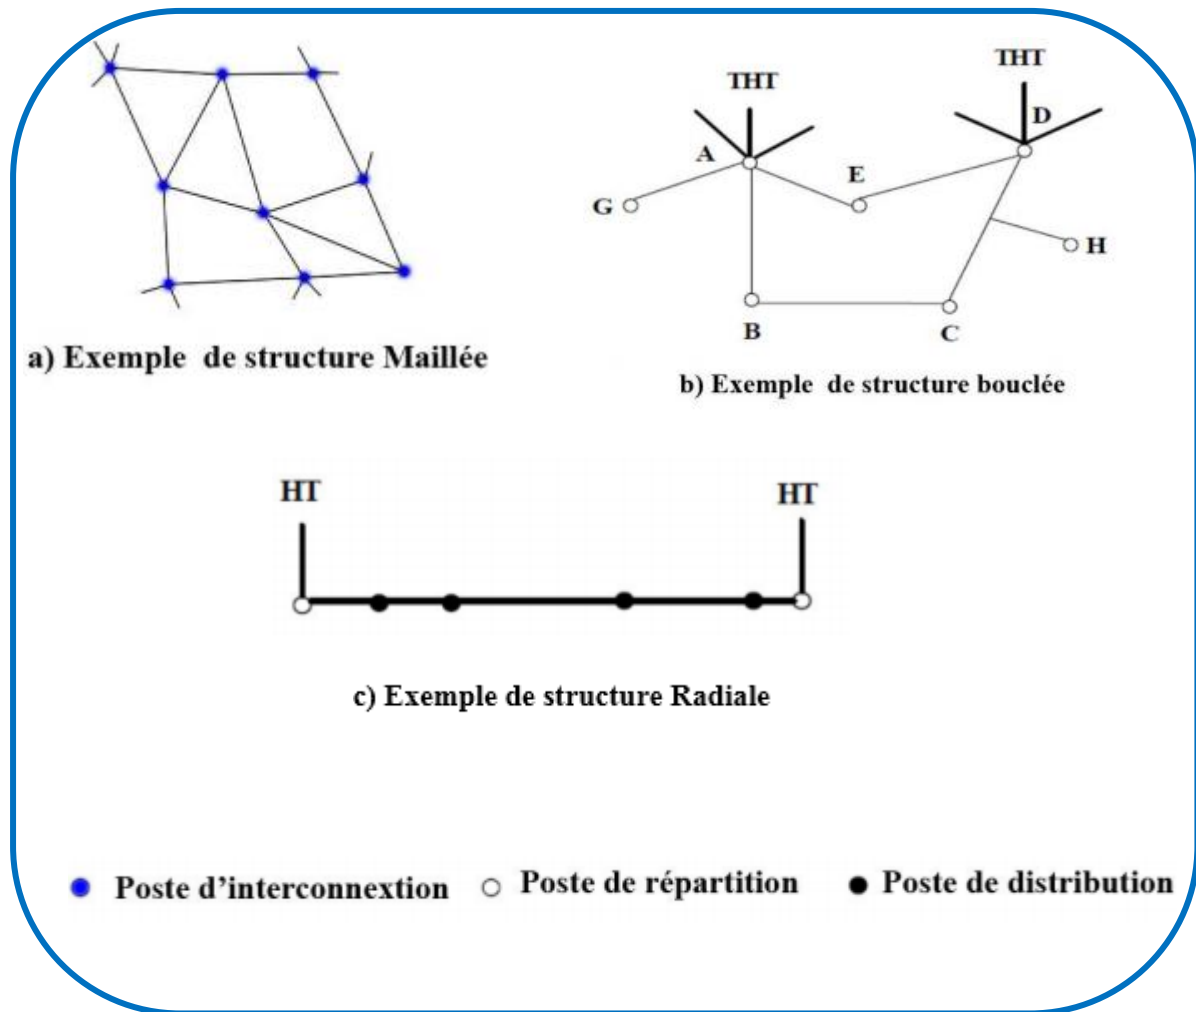 THT
THT
D
A
E
G
H
B
C
a) Exemple de structure Maillée
b) Exemple de structure bouclée
HT
HT
c) Exemple de structure Radiale
Poste d'interconnextion
Poste de répartition
Poste de distribution